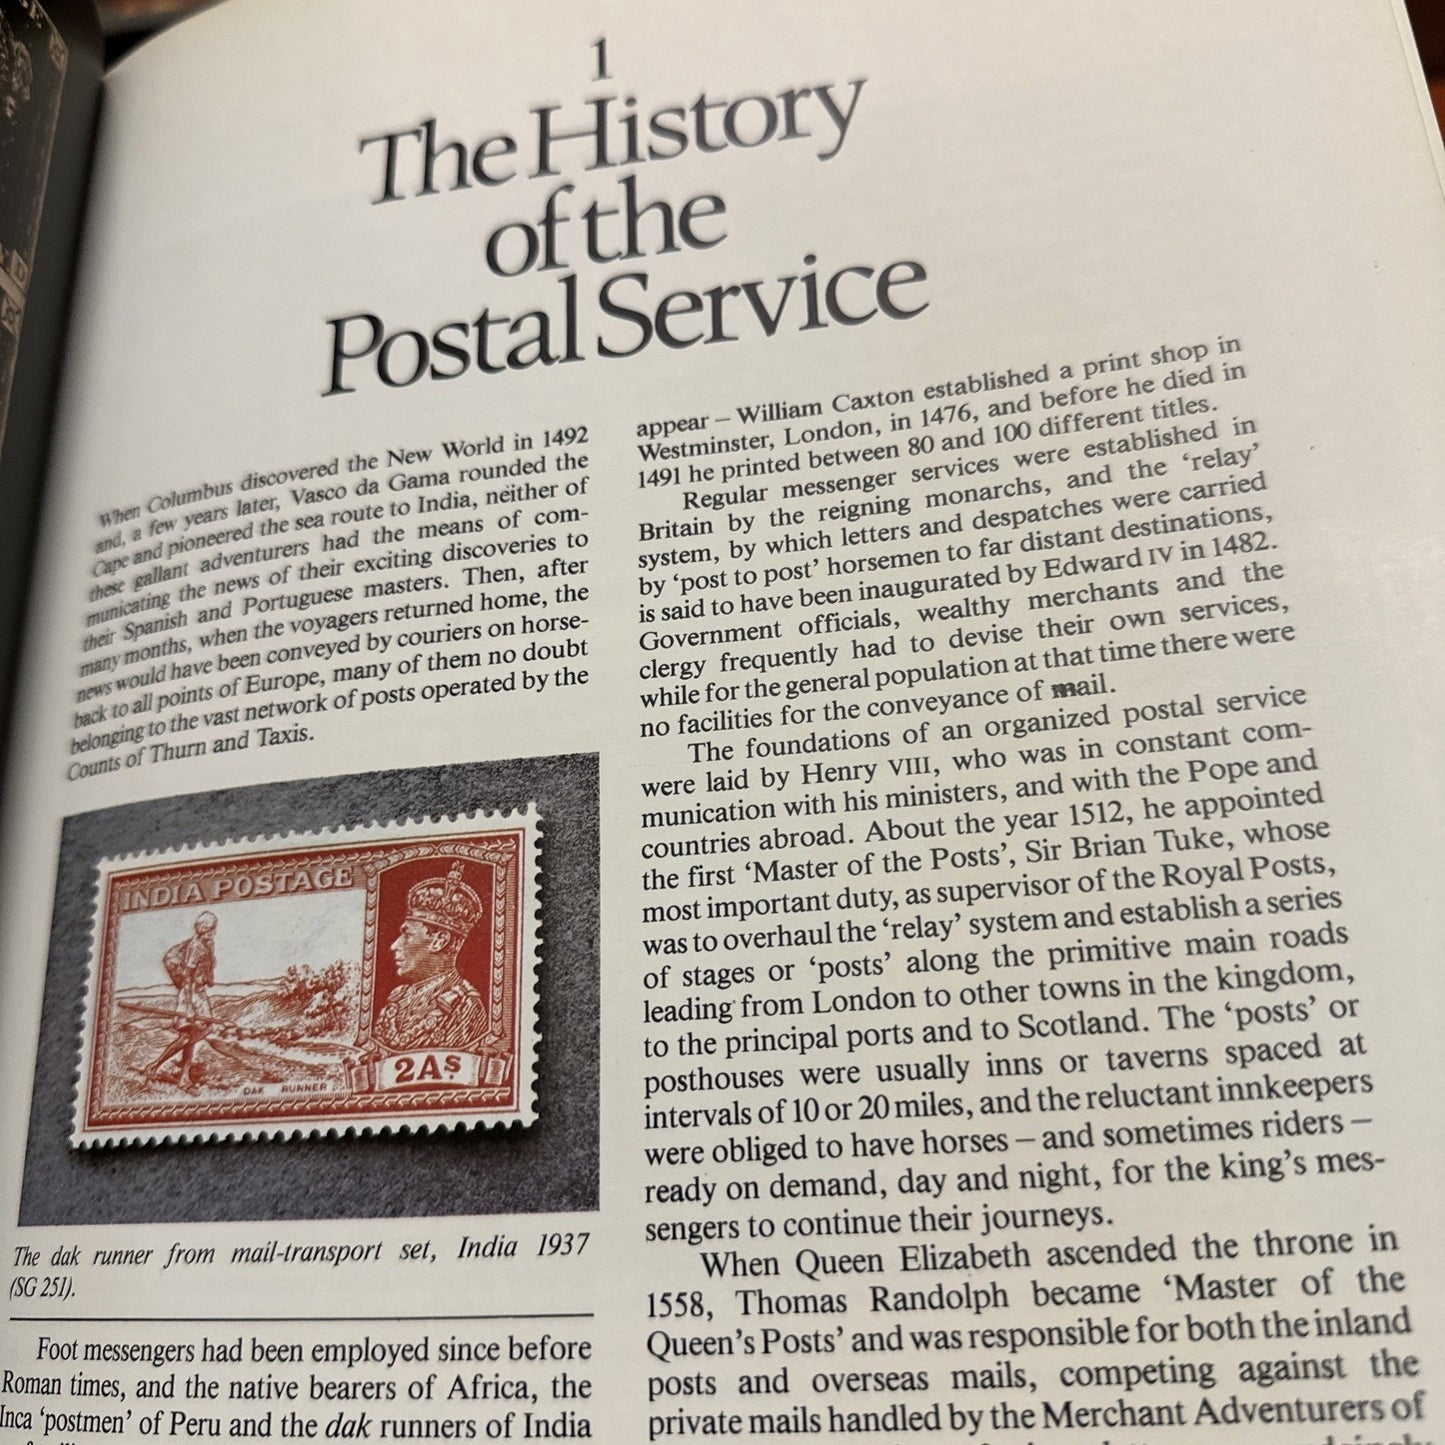 1
The History
of the
Postal Service
When Columbus discovered the New World in 1492
and, a few years later, Vasco da Gama rounded the
Cape and pioneered the sea route to India, neither of
these gallant adventurers had the means of com-
municating the news of their exciting discoveries to
their Spanish and Portuguese masters. Then, after
many months, when the voyagers returned home, the
news would have been conveyed by couriers on horse-
back to all points of Europe, many of them no doubt
belonging to the vast network of posts operated by the
Counts of Thurn and Taxis.
INDIA POSTAGE
DAK RUNNER
2AS
The dak runner from mail-transport set, India 1937
(SG 251).
Foot messengers had been employed since before
Roman times, and the native bearers of Africa, the
Inca 'postmen' of Peru and the dak runners of India
appear – William Caxton established a print shop in
Westminster, London, in 1476, and before he died in
1491 he printed between 80 and 100 different titles.
Regular messenger services were established in
Britain by the reigning monarchs, and the 'relay'
system, by which letters and despatches were carried
by 'post to post' horsemen to far distant destinations,
is said to have been inaugurated by Edward IV in 1482.
Government officials, wealthy merchants and the
clergy frequently had to devise their own services,
while for the general population at that time there were
no facilities for the conveyance of mail.
The foundations of an organized postal service
were laid by Henry VIII, who was in constant com-
munication with his ministers, and with the Pope and
countries abroad. About the year 1512, he appointed
the first 'Master of the Posts', Sir Brian Tuke, whose
most important duty, as supervisor of the Royal Posts,
was to overhaul the 'relay' system and establish a series
of stages or 'posts' along the primitive main roads
leading from London to other towns in the kingdom,
to the principal ports and to Scotland. The 'posts' or
posthouses were usually inns or taverns spaced at
intervals of 10 or 20 miles, and the reluctant innkeepers
were obliged to have horses – and sometimes riders –
ready on demand, day and night, for the king's mes-
sengers to continue their journeys.
When Queen Elizabeth ascended the throne in
1558, Thomas Randolph became 'Master of the
Queen's Posts' and was responsible for both the inland
posts and overseas mails, competing against the
private mails handled by the Merchant Adventurers of